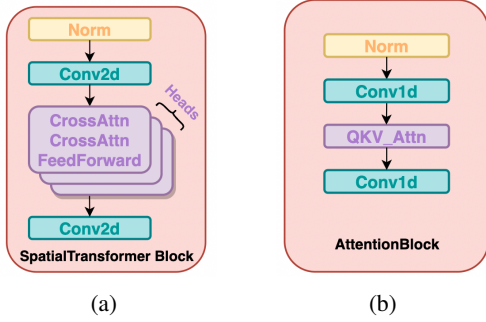 Norm
Conv2d
Heads
CrossAttn
CrossAttn
FeedForward
Conv2d
SpatialTransformer Block
(a)
Norm
Conv1d
QKV_Attn
Conv1d
AttentionBlock
(b)